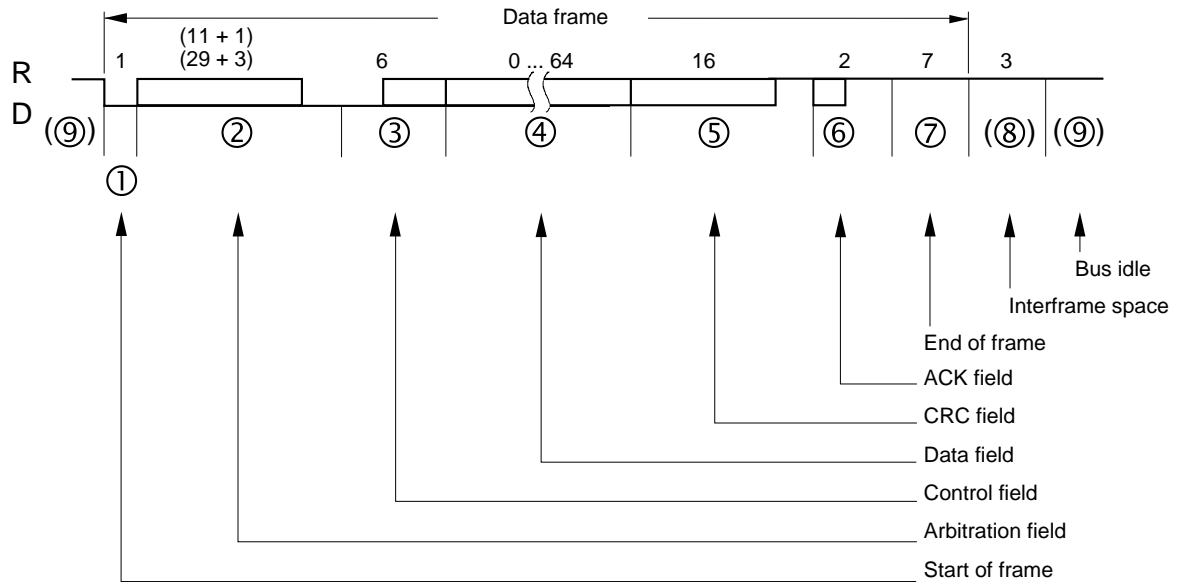 Data frame
(11 + 1)
(29 + 3)
1
6
0 ... 64
16
2
7
3
R
D
(⑨)
②
③
④
⑤
⑥
⑦
(⑧)
(⑨)
①
Bus idle
Interframe space
End of frame
ACK field
CRC field
Data field
Control field
Arbitration field
Start of frame